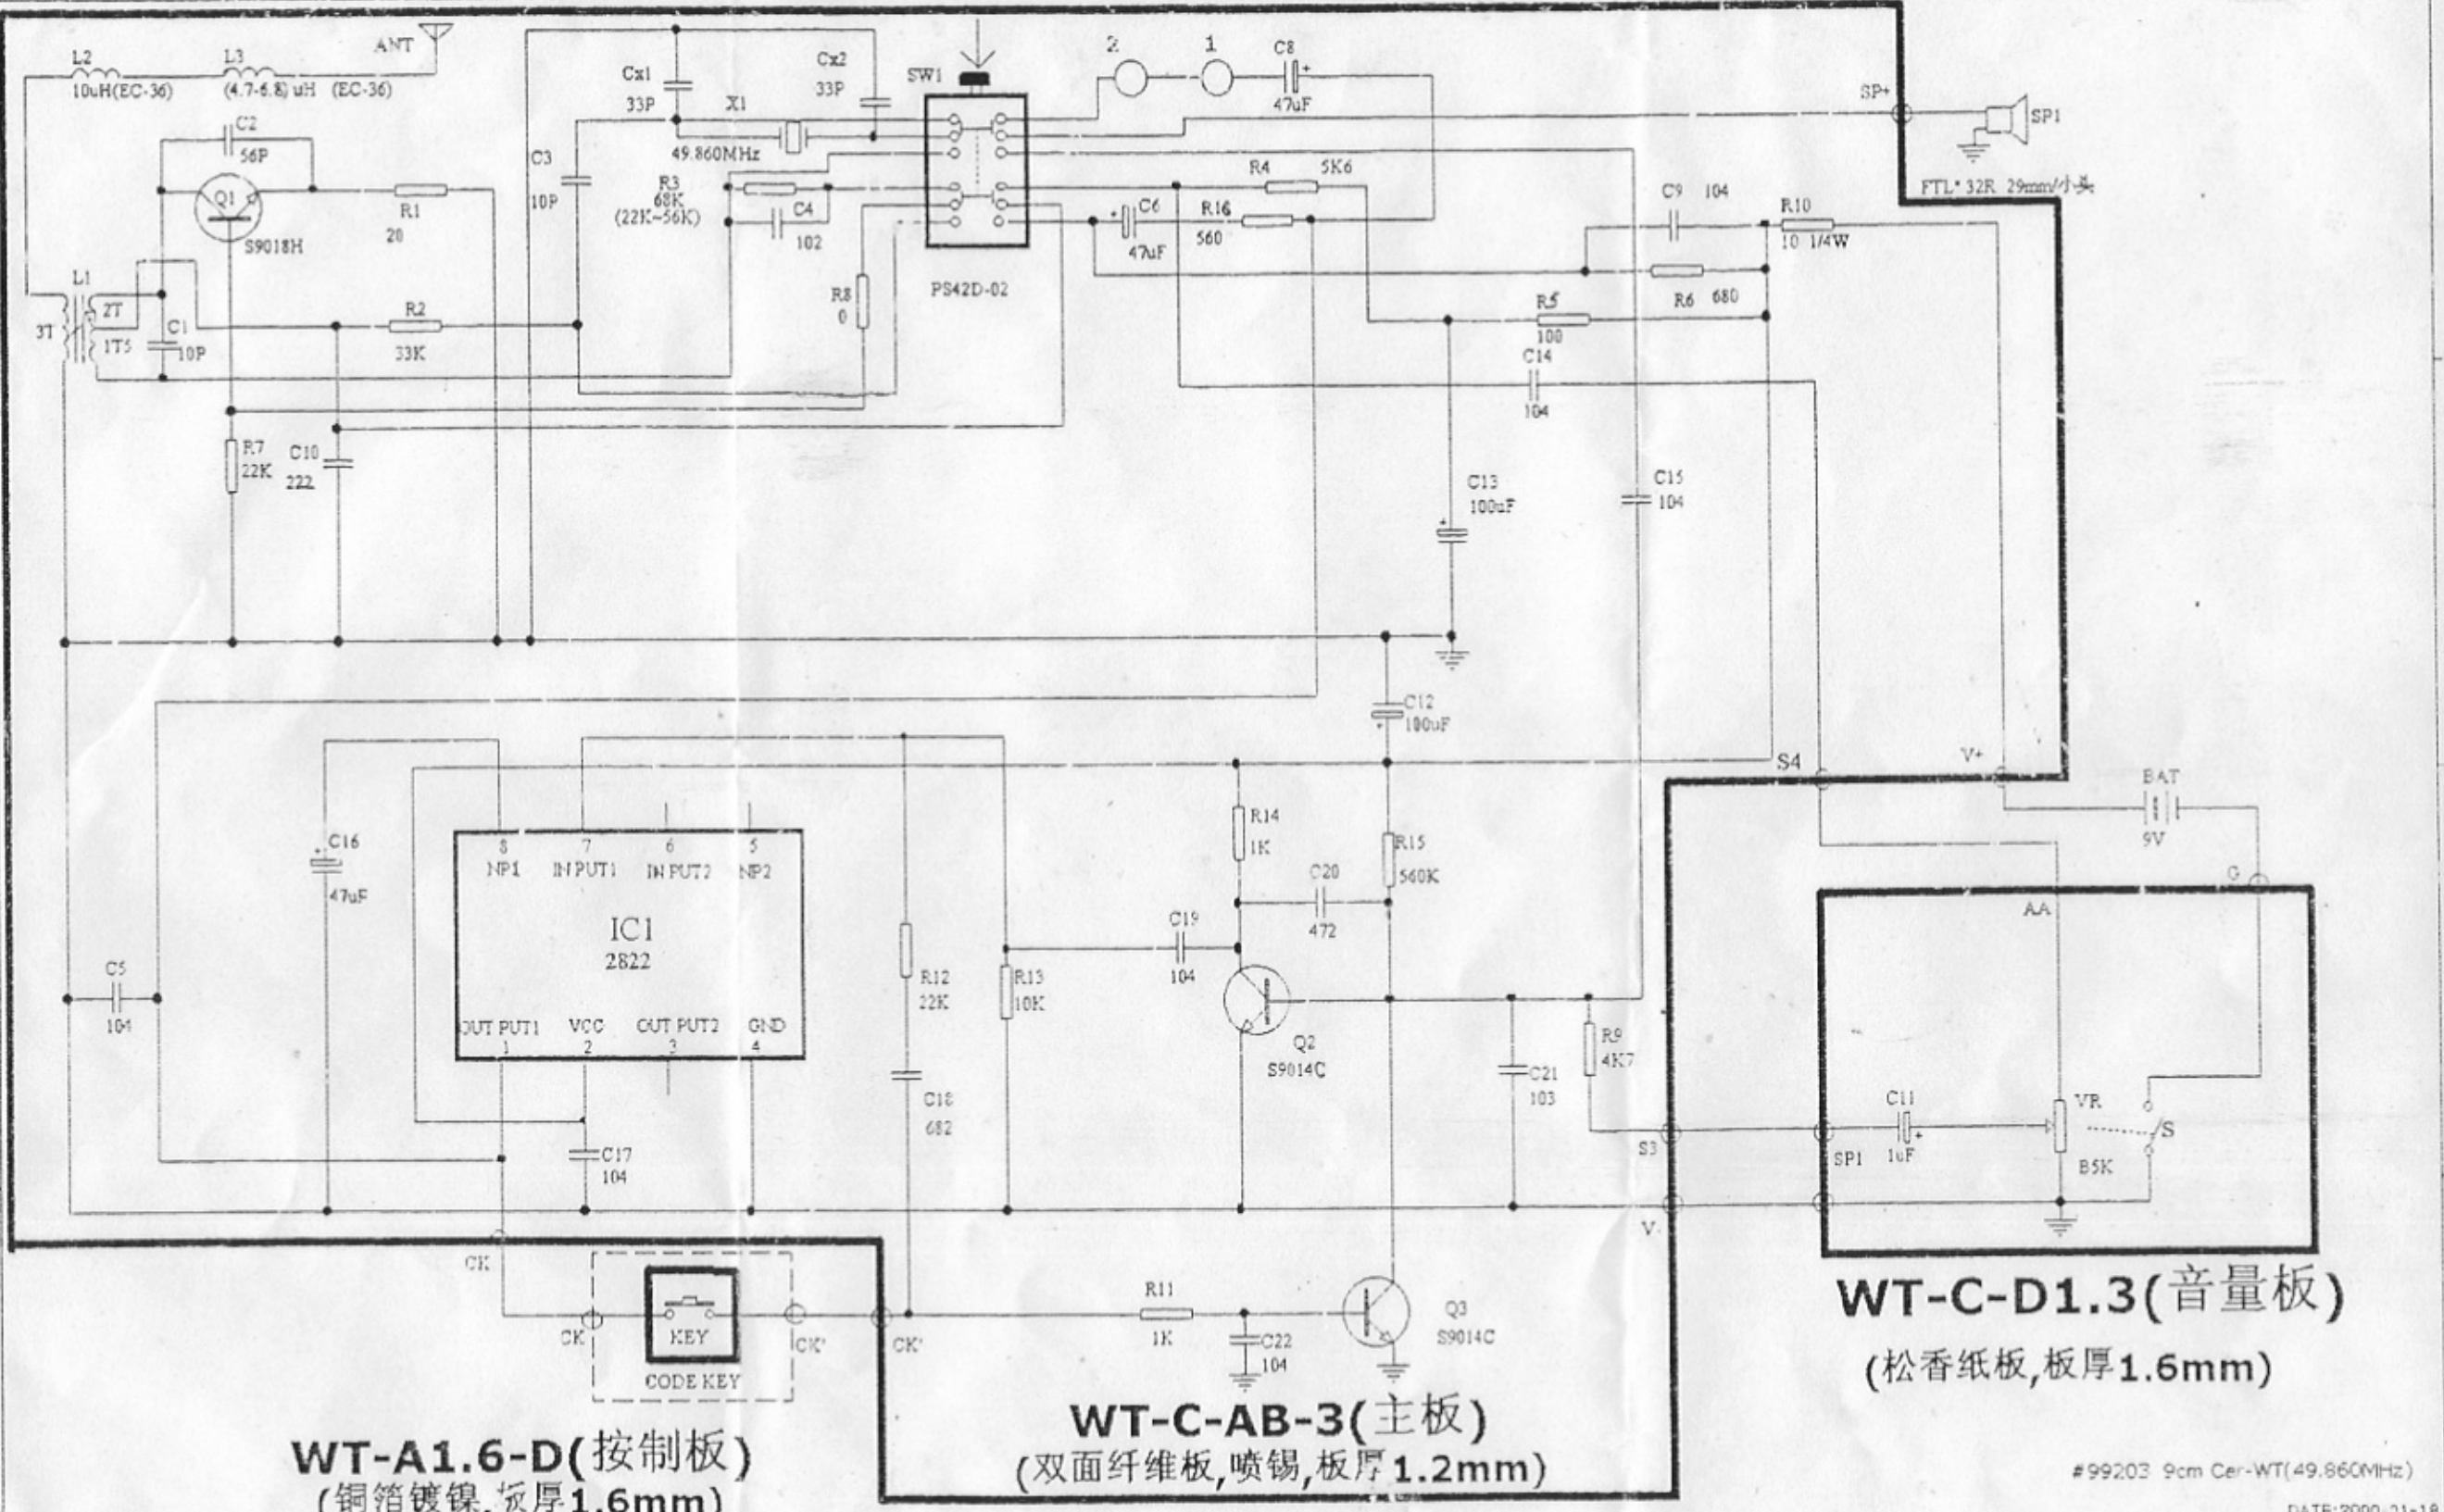 ANT
L2
10uH(EC-36)
L3
(4.7-6.8) uH (EC-36)
C2
56P
Q1
S9018H
R1
20
L1
3T
2T
1T5
C1
10P
R2
33K
R7
22K
C10
222
C3
10P
Cx1
33P
Cx2
33P
X1
49.860MHz
R3
68K
(22K~56K)
C4
102
R8
0
SW1
PS42D-02
2
1
C8
47uF
C6
47uF
R4 5K6
R16
560
SP+
SP1
FTL* 32R 29mm/小头
C9 104
R10
10 1/4W
R6 680
R5
100
C14
104
C13
100uF
C15
104
C12
100uF
S4
V+
BAT
9V
G
C16
47uF
8 7 6 5
NP1 INPUT1 INPUT2 NP2
IC1
2822
OUTPUT1 VCC OUTPUT2 GND
1 2 3 4
C5
104
C17
104
R12
22K
C18
682
R13
10K
C19
104
R14
1K
C20
472
R15
560K
Q2
S9014C
C21
103
R9
4K7
S3
V-
AA
SP1
C11
1uF
VR
B5K
S
CK
CK
KEY
CK'
CK'
CODE KEY
R11
1K
C22
104
Q3
S9014C
WT-C-D1.3(音量板)
(松香纸板,板厚1.6mm)
WT-C-AB-3(主板)
(双面纤维板,喷锡,板厚1.2mm)
WT-A1.6-D(按制板)
(铜箔镀镍,板厚1.6mm)
#99203 9cm Cer-WT(49.860MHz)